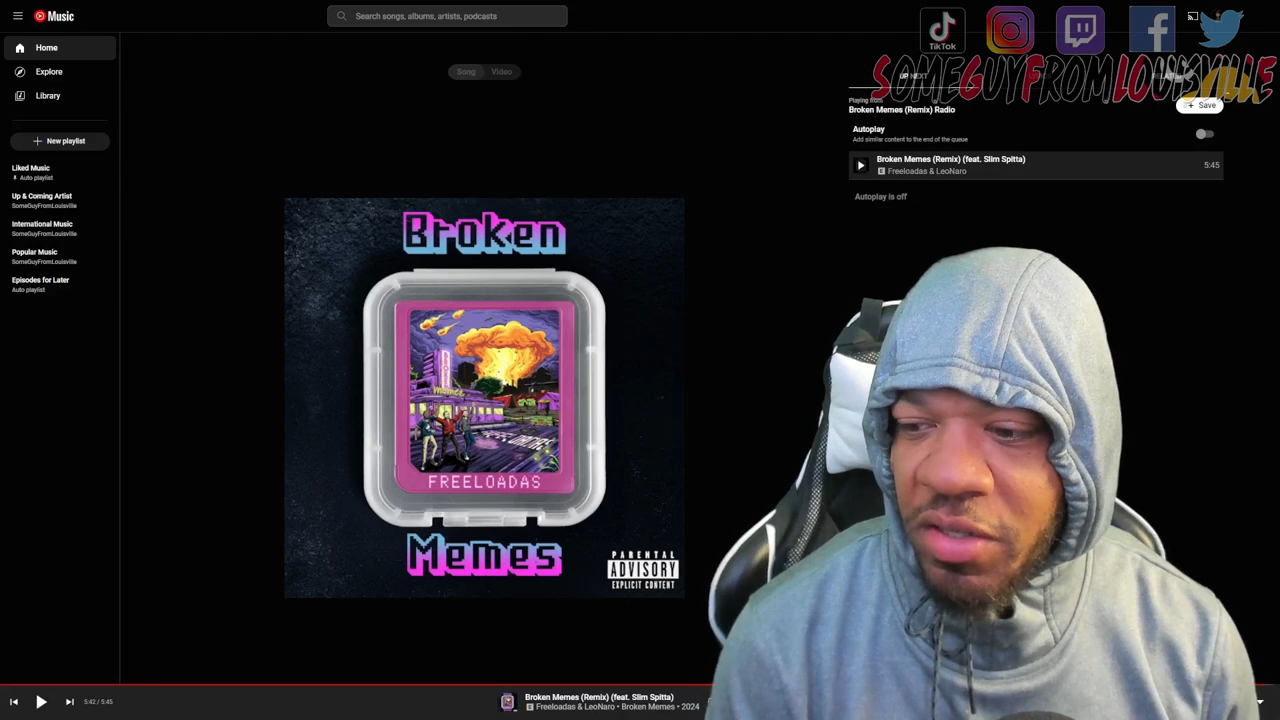 Music
Search songs, albums, artists, podcasts
TikTok
SOMEGUYFROMLOUISVILLE
Home
Explore
Library
New playlist
Liked Music
Auto playlist
Up & Coming Artist
SomeGuyFromLouisville
International Music
SomeGuyFromLouisville
Popular Music
SomeGuyFromLouisville
Episodes for Later
Auto playlist
Song Video
UP NEXT
Playing from
Broken Memes (Remix) Radio
Save
Autoplay
Add similar content to the end of the queue
Broken Memes (Remix) (feat. Slim Spitta)
E Freeloadas & LeoNaro
5:45
Autoplay is off
Broken
Memes
FREELOADAS
Memes
PARENTAL
ADVISORY
EXPLICIT CONTENT
5:42 / 5:45
Broken Memes (Remix) (feat. Slim Spitta)
E Freeloadas & LeoNaro • Broken Memes • 2024